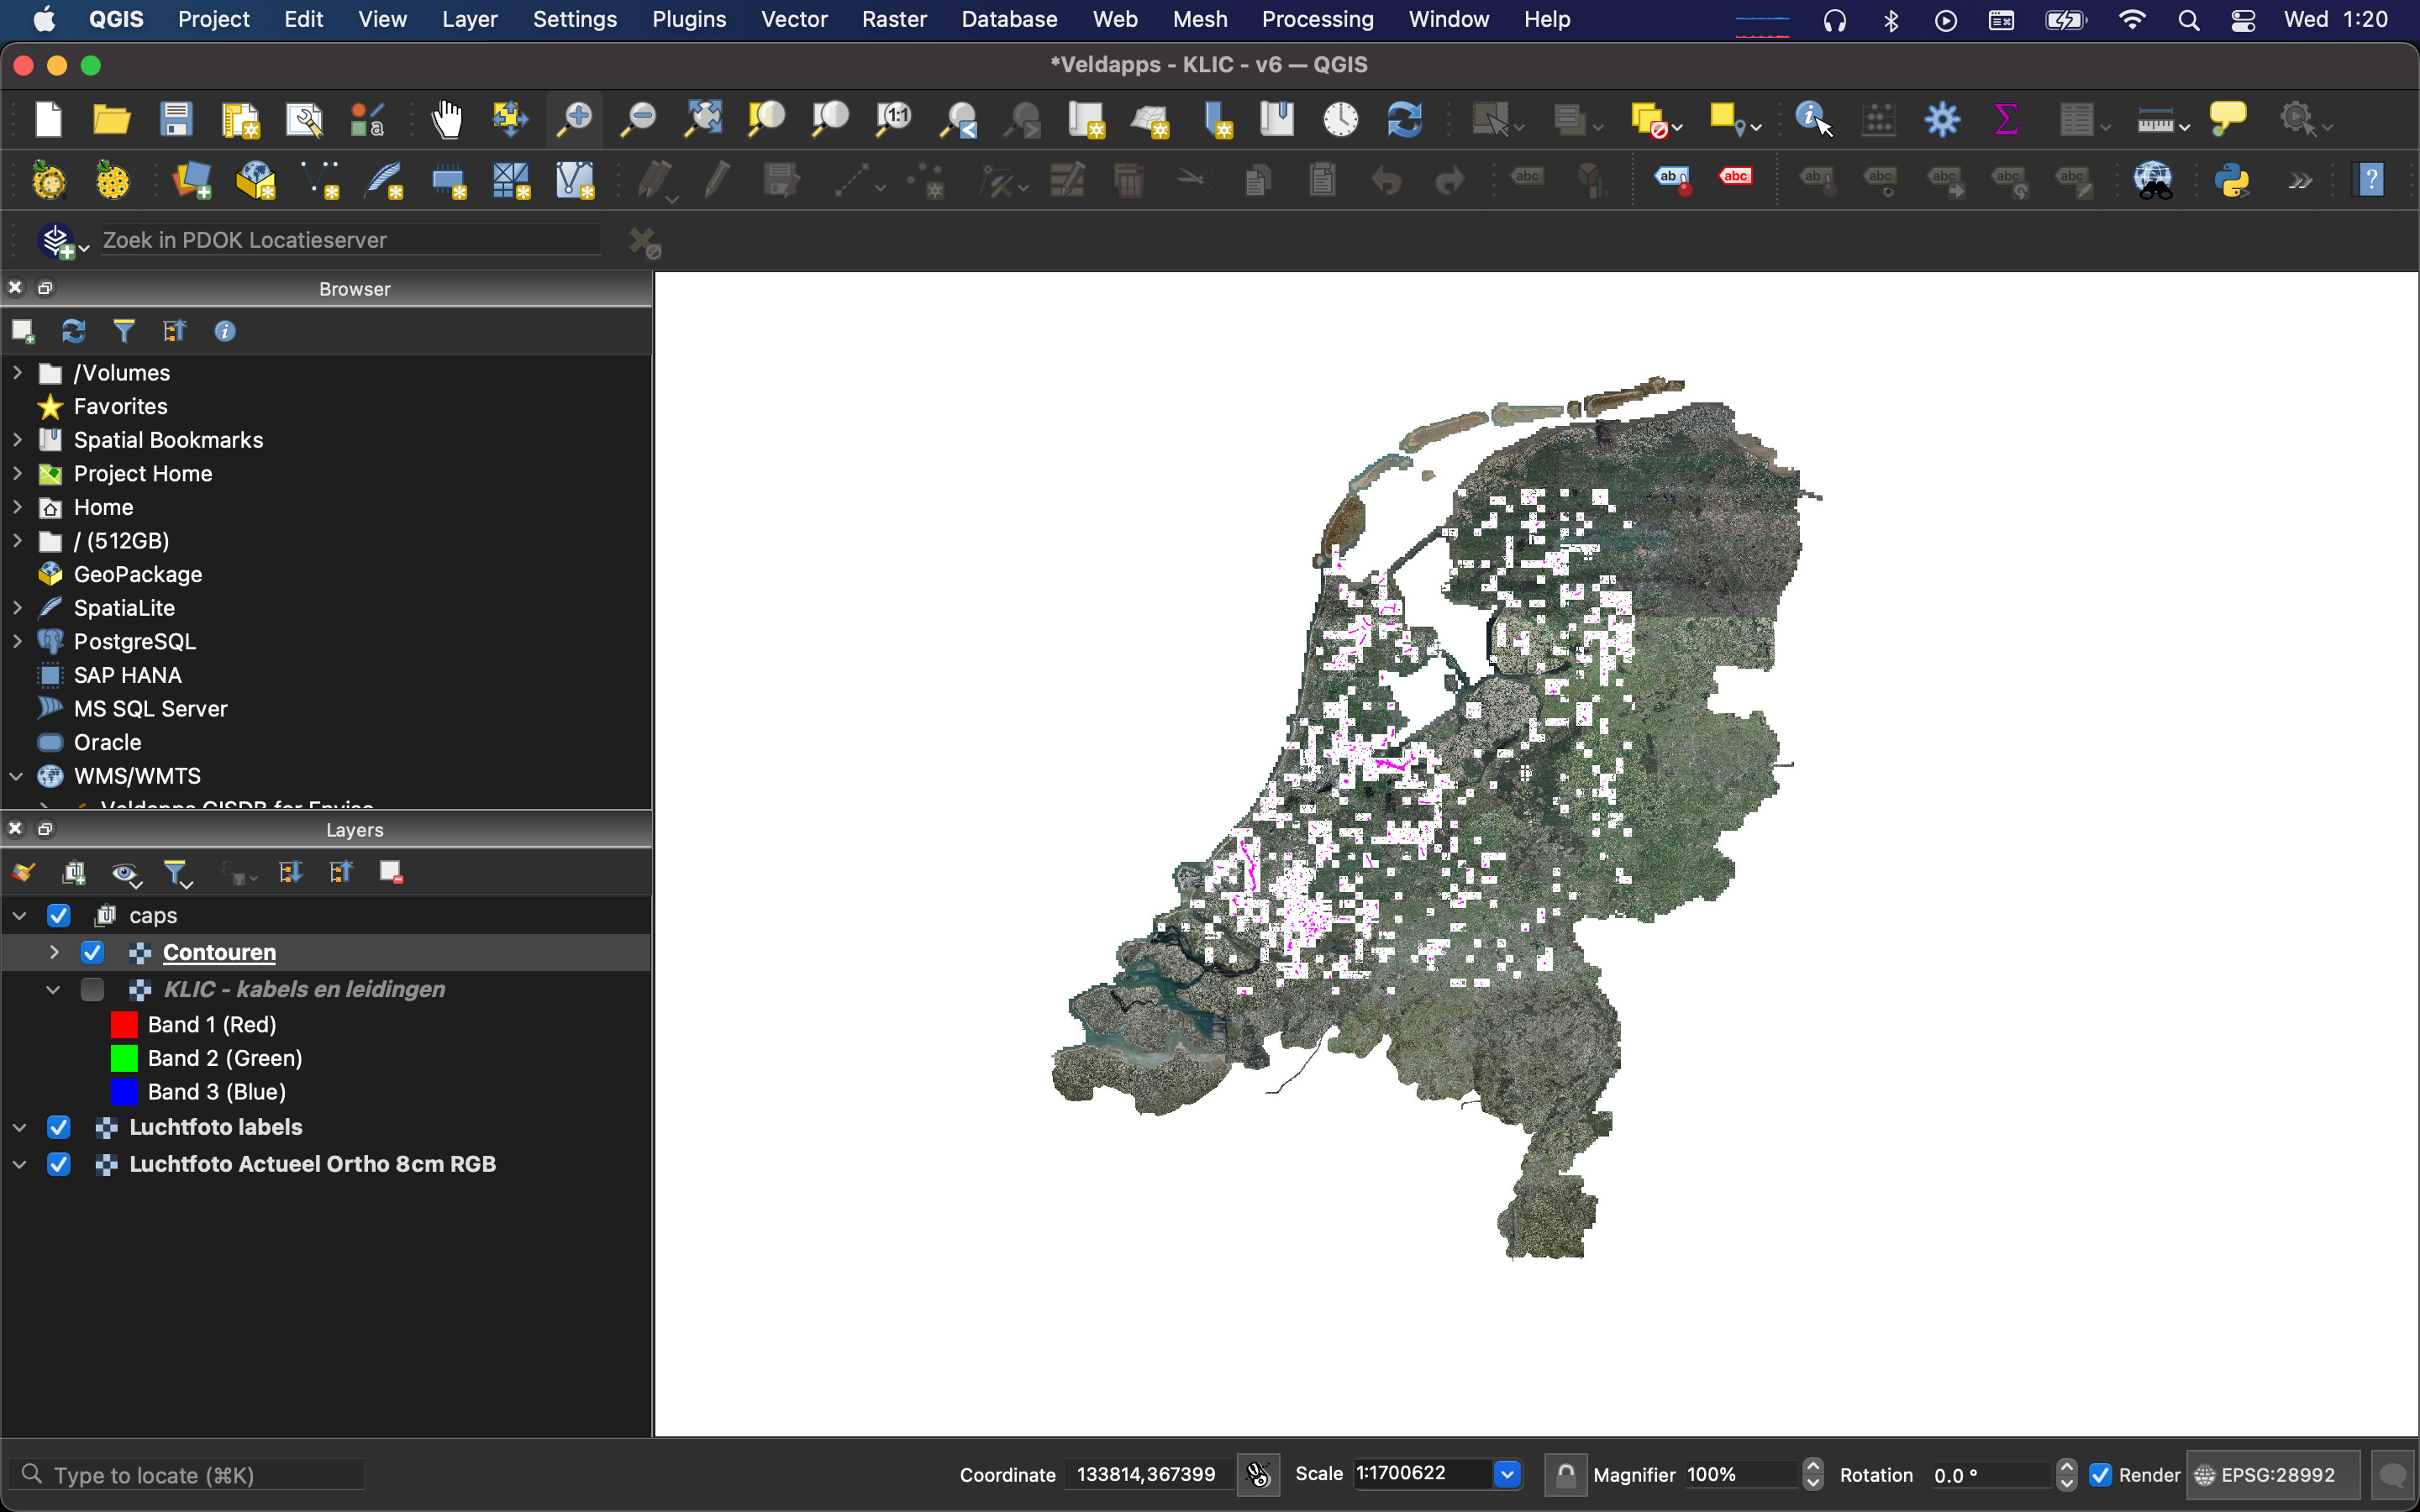 QGIS Project Edit View Layer Settings Plugins Vector Raster Database Web Mesh Processing Window Help Wed 1:20
*Veldapps - KLIC - v6 — QGIS
Zoek in PDOK Locatieserver
Browser
/Volumes
Favorites
Spatial Bookmarks
Project Home
Home
/ (512GB)
GeoPackage
SpatiaLite
PostgreSQL
SAP HANA
MS SQL Server
Oracle
WMS/WMTS
Veldapps GISDB for Enviso
Layers
caps
Contouren
KLIC - kabels en leidingen
Band 1 (Red)
Band 2 (Green)
Band 3 (Blue)
Luchtfoto labels
Luchtfoto Actueel Ortho 8cm RGB
Type to locate (⌘K) Coordinate 133814,367399 Scale 1:1700622 Magnifier 100% Rotation 0.0 ° Render EPSG:28992